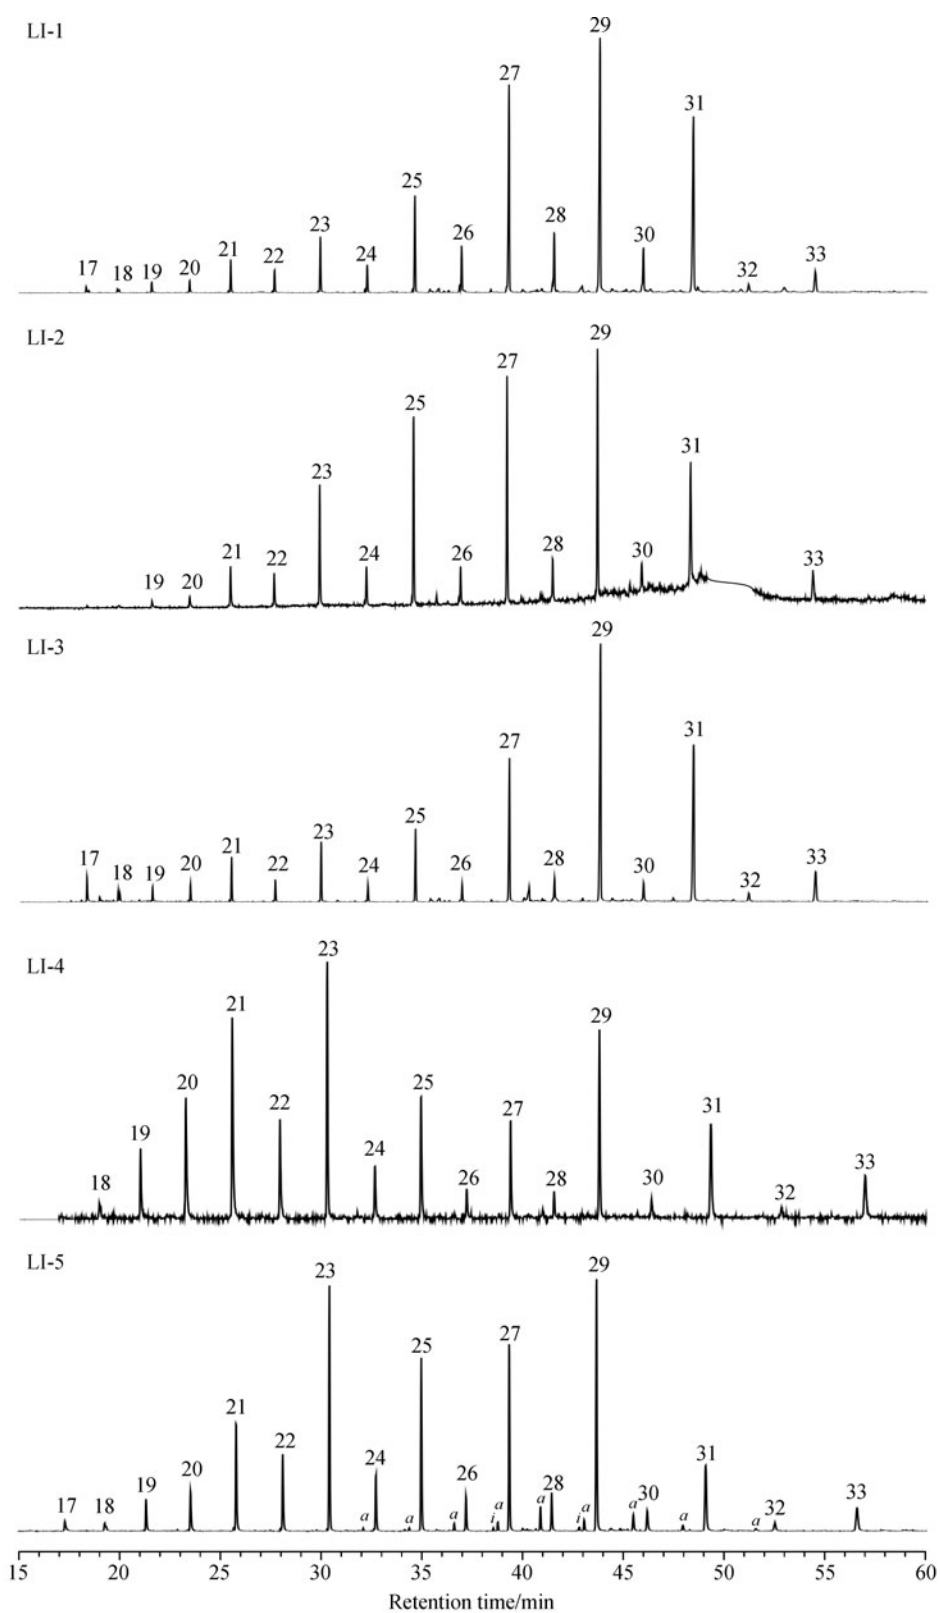 LI-1
17 18 19 20 21 22 23 24 25 26 27 28 29 30 31 32 33
LI-2
19 20 21 22 23 24 25 26 27 28 29 30 31 33
LI-3
17 18 19 20 21 22 23 24 25 26 27 28 29 30 31 32 33
LI-4
18 19 20 21 22 23 24 25 26 27 28 29 30 31 32 33
LI-5
17 18 19 20 21 22 23 a 24 a 25 a 26 i a 27 a 28 i a 29 a 30 a 31 a 32 33
15 20 25 30 35 40 45 50 55 60
Retention time/min